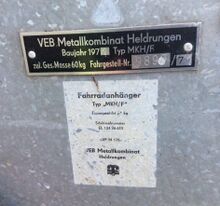 VEB Metallkombinat Heldrungen
Baujahr 197 Typ MKH/F
zul. Ges. Masse 60 kg Fahrgestell-Nr.
Fahrradanhänger
Typ „MKH/F"
VEB Metallkombinat
Heldrungen